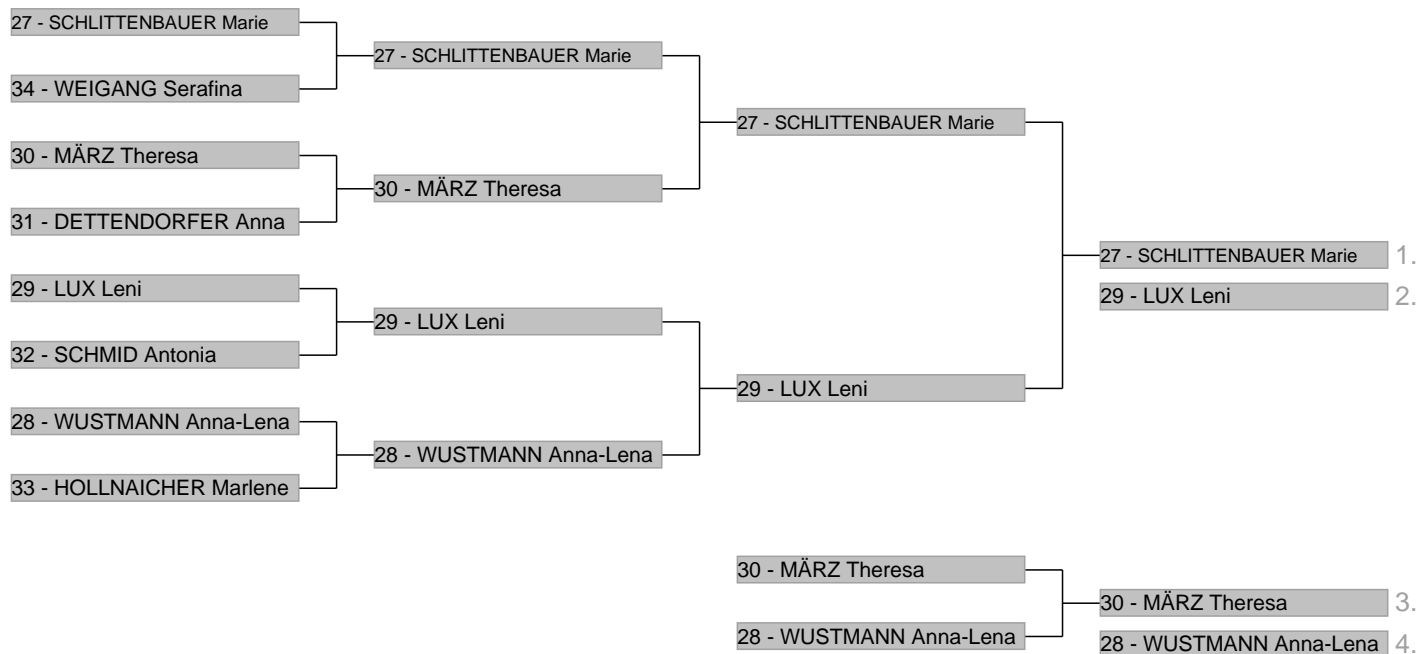 27 - SCHLITTENBAUER Marie
34 - WEIGANG Serafina
30 - MÄRZ Theresa
31 - DETTENDORFER Anna
29 - LUX Leni
32 - SCHMID Antonia
28 - WUSTMANN Anna-Lena
33 - HOLLNAICHER Marlene
27 - SCHLITTENBAUER Marie
30 - MÄRZ Theresa
29 - LUX Leni
28 - WUSTMANN Anna-Lena
27 - SCHLITTENBAUER Marie
29 - LUX Leni
27 - SCHLITTENBAUER Marie 1.
29 - LUX Leni 2.
30 - MÄRZ Theresa
28 - WUSTMANN Anna-Lena
30 - MÄRZ Theresa 3.
28 - WUSTMANN Anna-Lena 4.